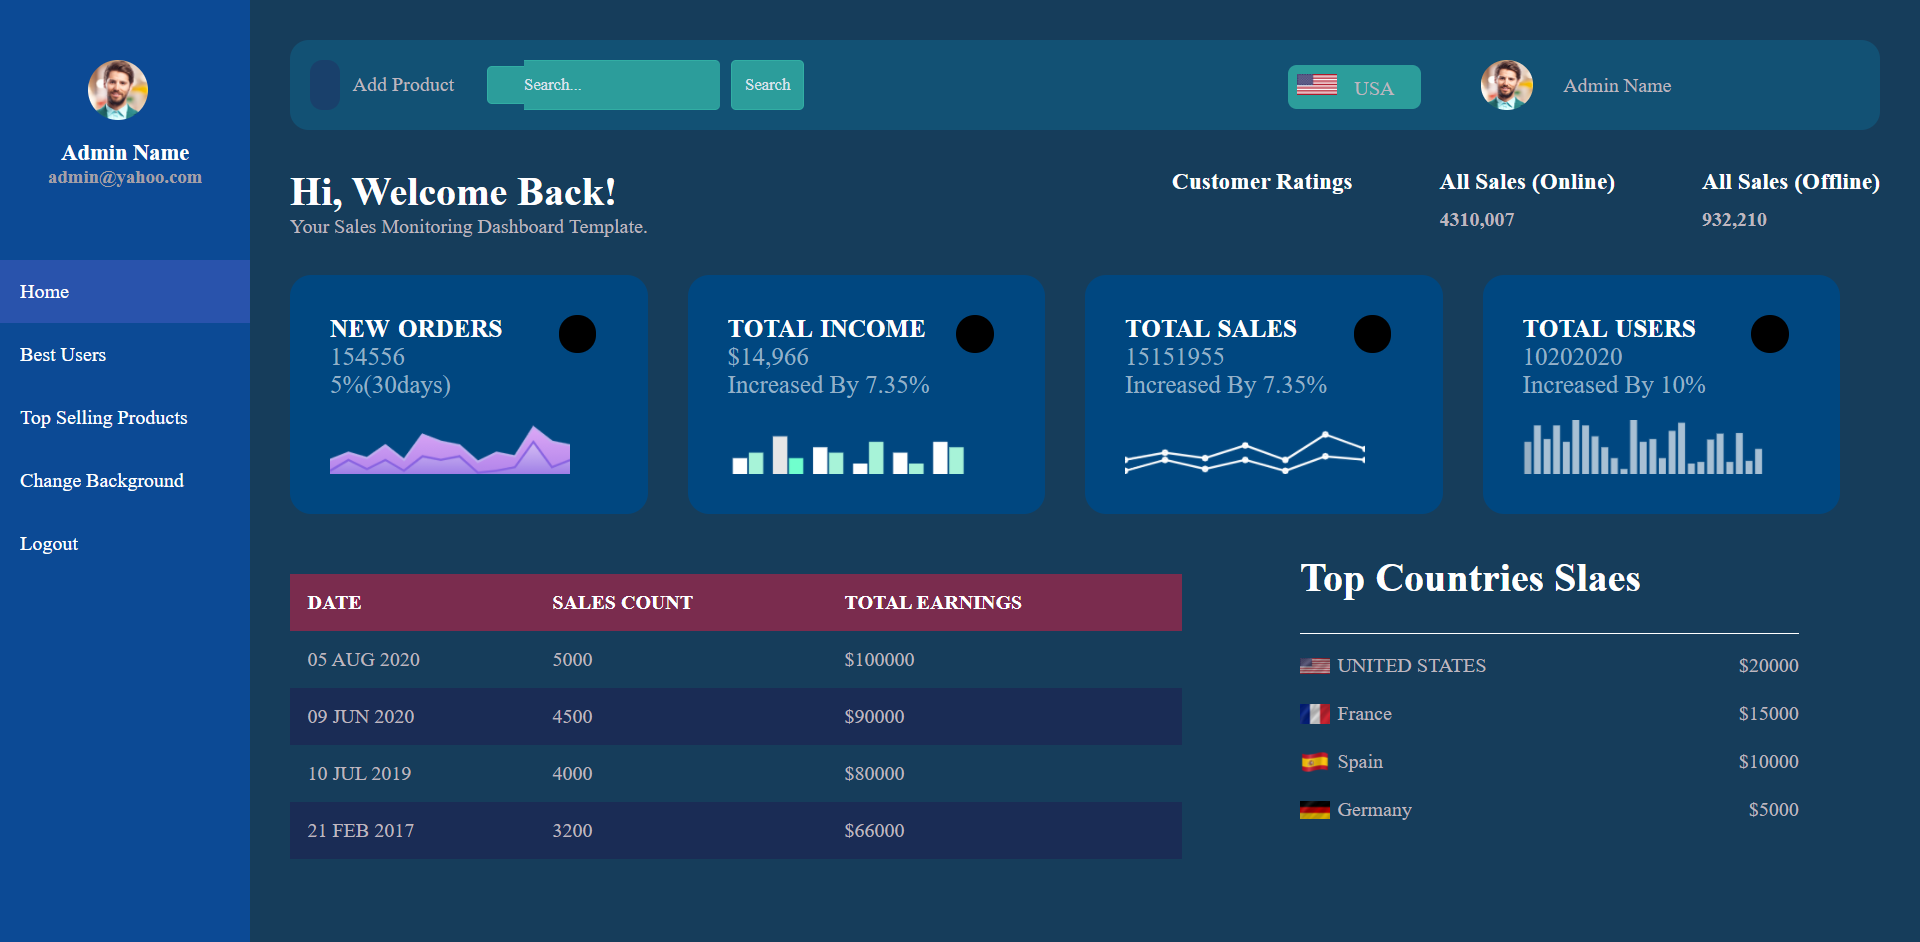 Admin Name
admin@yahoo.com
Home
Best Users
Top Selling Products
Change Background
Logout
Add Product
Search...
Search
USA
Admin Name
Hi, Welcome Back!
Your Sales Monitoring Dashboard Template.
Customer Ratings
All Sales (Online)
4310,007
All Sales (Offline)
932,210
NEW ORDERS
154556
5%(30days)
TOTAL INCOME
$14,966
Increased By 7.35%
TOTAL SALES
15151955
Increased By 7.35%
TOTAL USERS
10202020
Increased By 10%
DATE SALES COUNT TOTAL EARNINGS
05 AUG 2020 5000 $100000
09 JUN 2020 4500 $90000
10 JUL 2019 4000 $80000
21 FEB 2017 3200 $66000
Top Countries Slaes
UNITED STATES $20000
France $15000
Spain $10000
Germany $5000